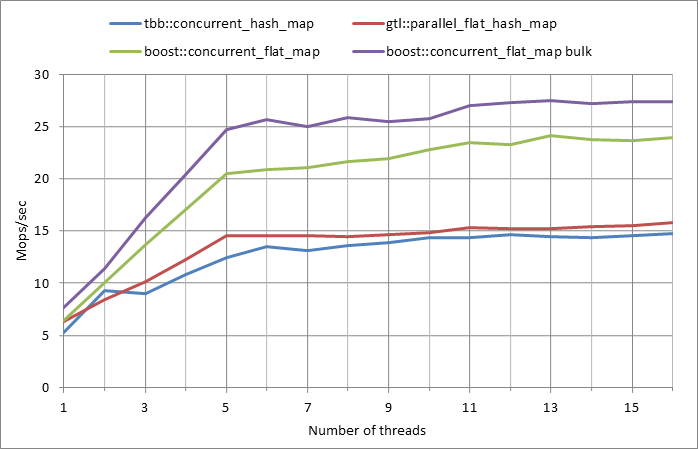 tbb::concurrent_hash_map gtl::parallel_flat_hash_map
boost::concurrent_flat_map boost::concurrent_flat_map bulk
30
25
20
15
10
5
0
Mops/sec
1 3 5 7 9 11 13 15
Number of threads